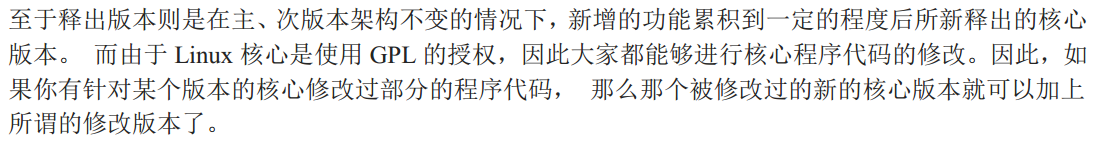 至于释出版本则是在主、次版本架构不变的情况下，新增的功能累积到一定的程度后所新释出的核心
版本。 而由于 Linux 核心是使用 GPL 的授权，因此大家都能够进行核心程序代码的修改。因此，如
果你有针对某个版本的核心修改过部分的程序代码， 那么那个被修改过的新的核心版本就可以加上
所谓的修改版本了。